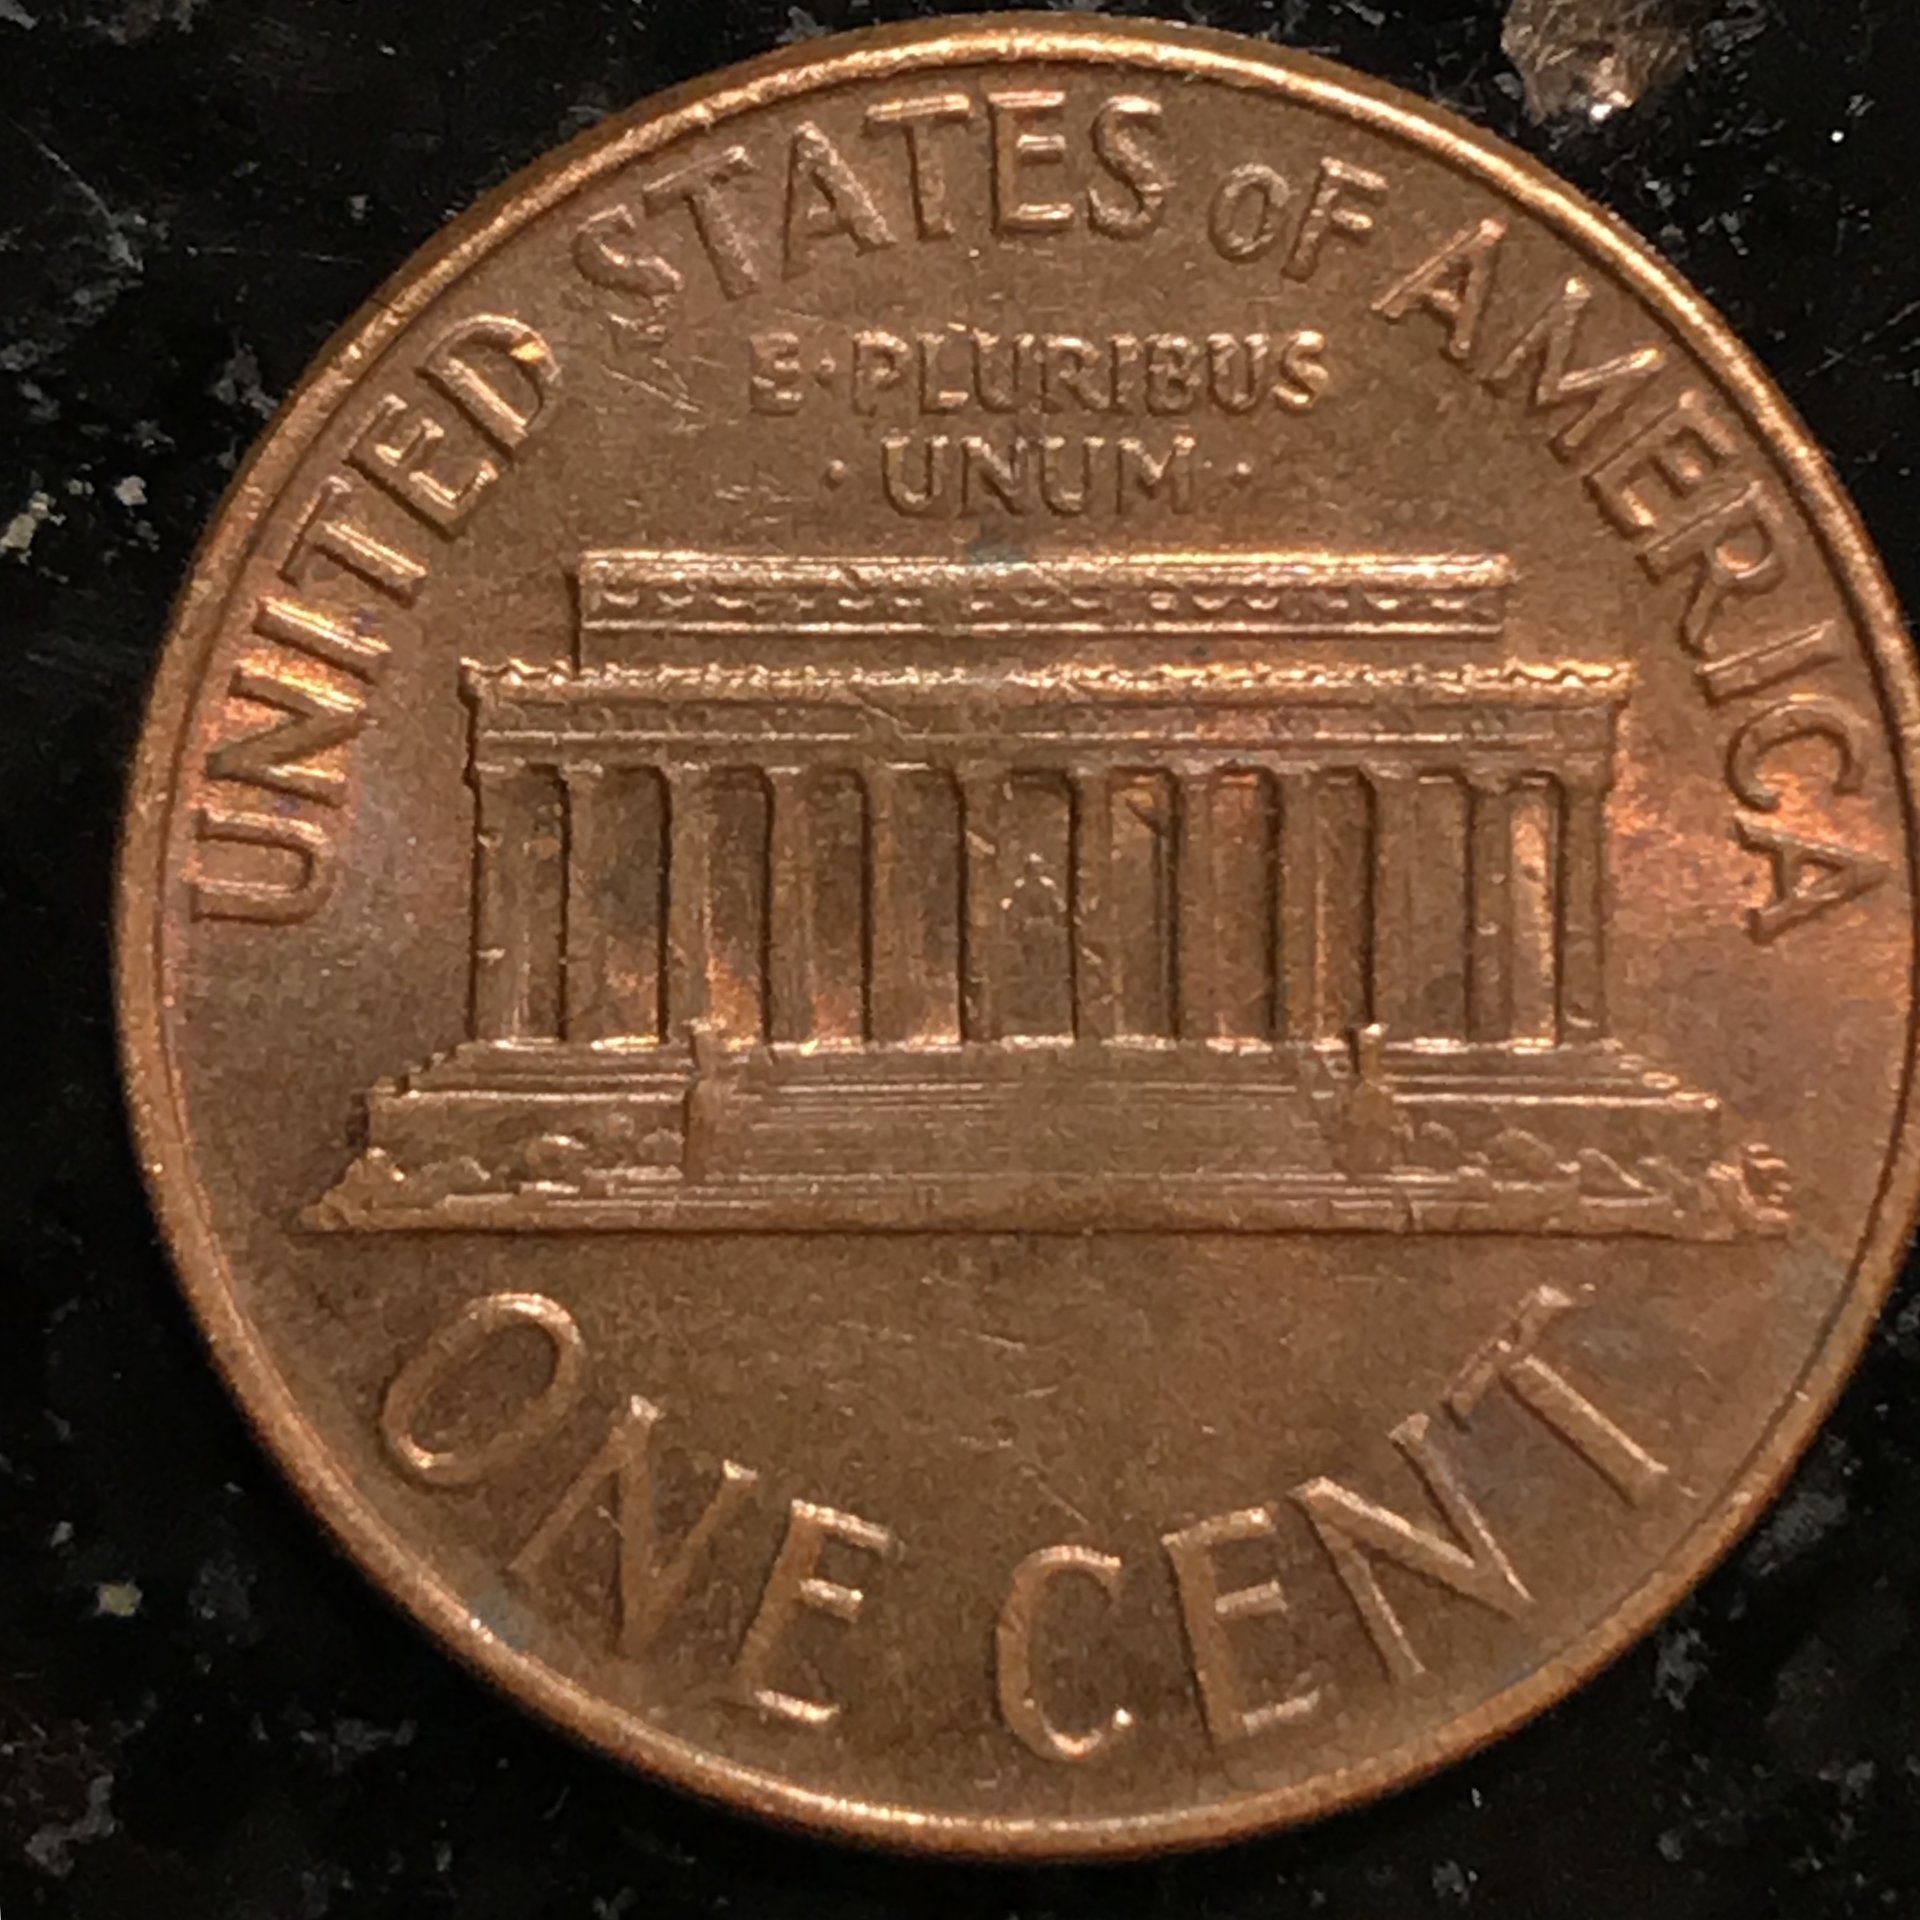 UNITED STATES OF AMERICA
E·PLURIBUS
·UNUM·
ONE CENT